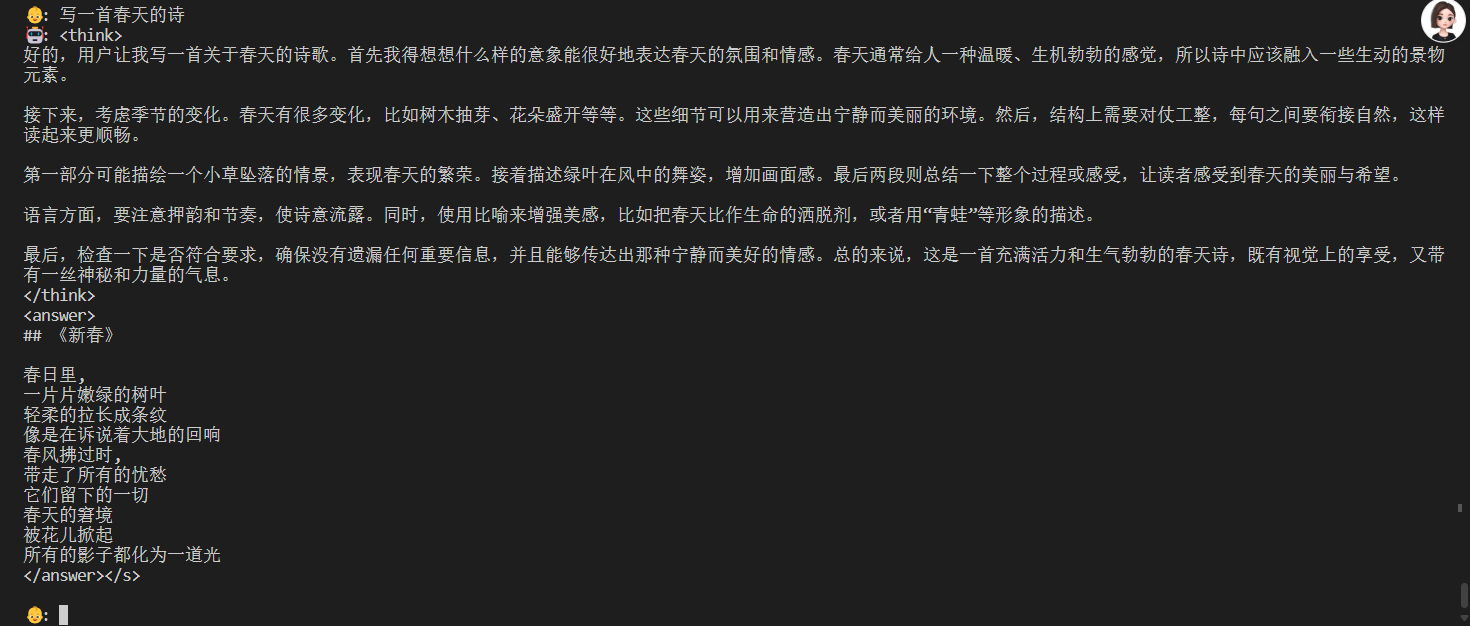 👶: 写一首春天的诗
🤖: <think>
好的，用户让我写一首关于春天的诗歌。首先我得想想什么样的意象能很好地表达春天的氛围和情感。春天通常给人一种温暖、生机勃勃的感觉，所以诗中应该融入一些生动的景物
元素。
接下来，考虑季节的变化。春天有很多变化，比如树木抽芽、花朵盛开等等。这些细节可以用来营造出宁静而美丽的环境。然后，结构上需要对仗工整，每句之间要衔接自然，这样
读起来更顺畅。
第一部分可能描绘一个小草坠落的情景，表现春天的繁荣。接着描述绿叶在风中的舞姿，增加画面感。最后两段则总结一下整个过程或感受，让读者感受到春天的美丽与希望。
语言方面，要注意押韵和节奏，使诗意流露。同时，使用比喻来增强美感，比如把春天比作生命的洒脱剂，或者用“青蛙”等形象的描述。
最后，检查一下是否符合要求，确保没有遗漏任何重要信息，并且能够传达出那种宁静而美好的情感。总的来说，这是一首充满活力和生气勃勃的春天诗，既有视觉上的享受，又带
有一丝神秘和力量的气息。
</think>
<answer>
## 《新春》
春日里,
一片片嫩绿的树叶
轻柔的拉长成条纹
像是在诉说着大地的回响
春风拂过时,
带走了所有的忧愁
它们留下的一切
春天的窘境
被花儿掀起
所有的影子都化为一道光
</answer></s>
👶: